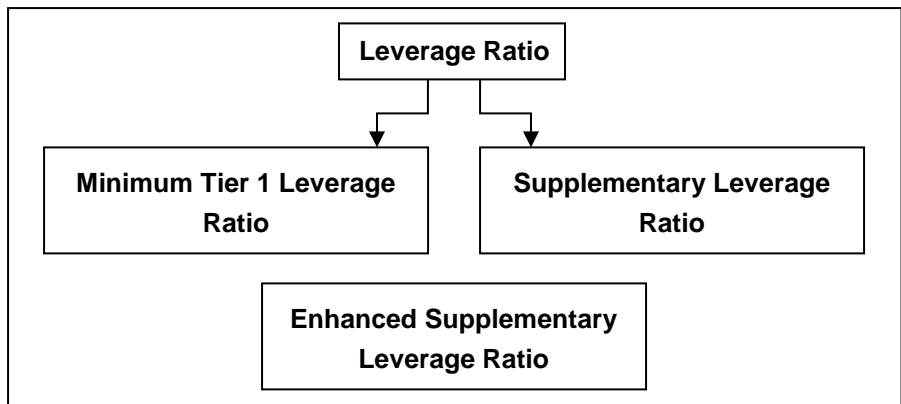 Leverage Ratio
Minimum Tier 1 Leverage
Ratio
Supplementary Leverage
Ratio
Enhanced Supplementary
Leverage Ratio